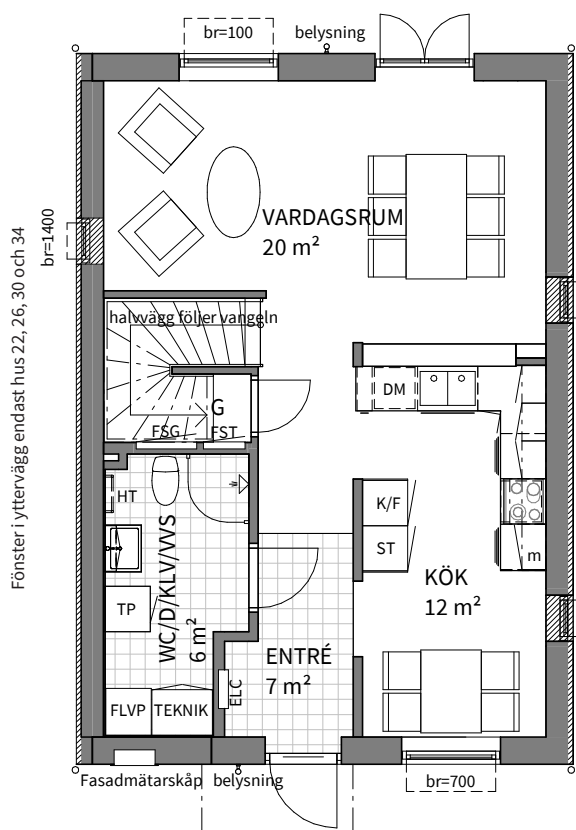 br=100
belysning
Fönster i yttervägg endast hus 22, 26, 30 och 34
br=1400
VARDAGSRUM
20 m²
halvvägg följer vangeln
G
FSG
FST
DM
HT
K/F
ST
m
WC/D/KLV/VVS
6 m²
TP
KÖK
12 m²
ENTRÉ
7 m²
ELC
FLVP
TEKNIK
Fasadmätarskåp
belysning
br=700